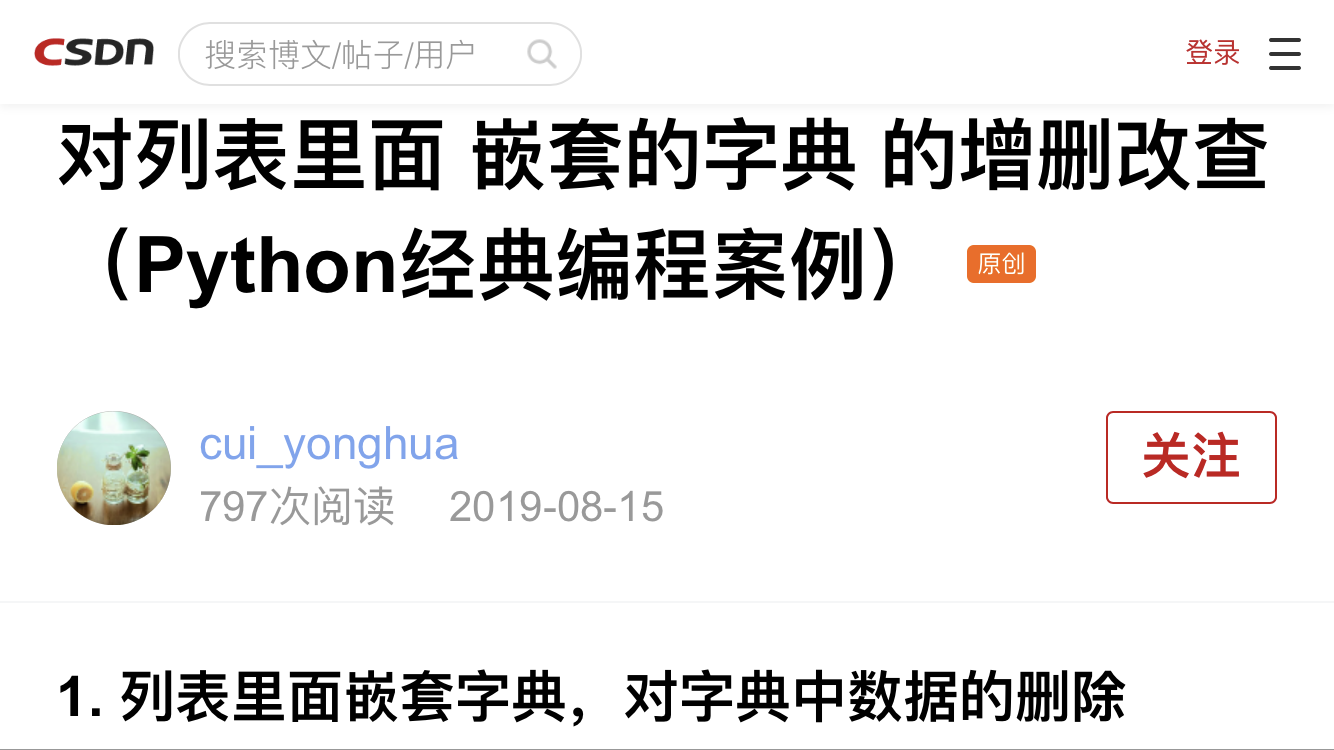 CSDN 搜索博文/帖子/用户 登录
对列表里面 嵌套的字典 的增删改查
（Python经典编程案例） 原创
cui_yonghua
797次阅读 2019-08-15
关注
1. 列表里面嵌套字典，对字典中数据的删除